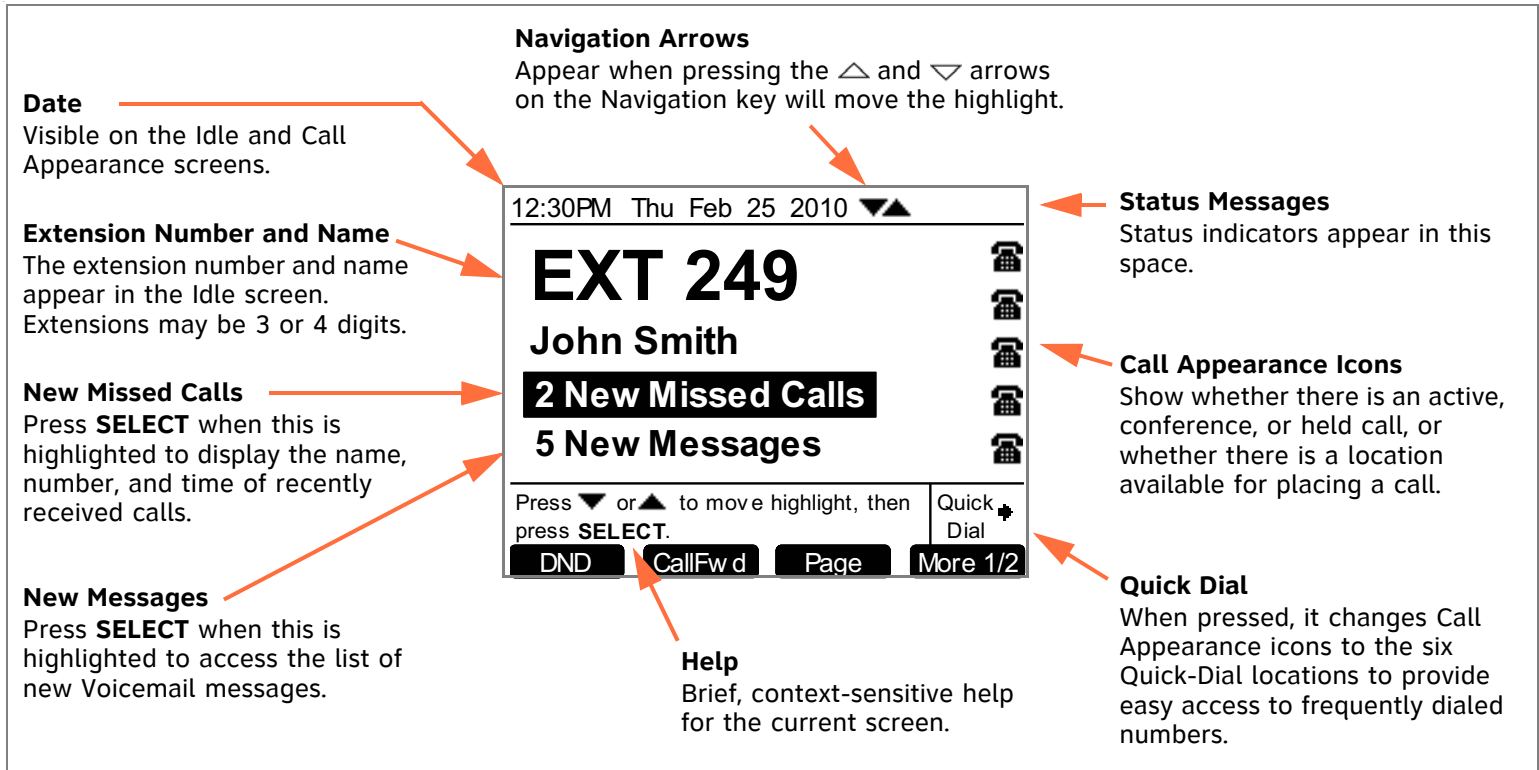 Navigation Arrows
Appear when pressing the △ and ▽ arrows
on the Navigation key will move the highlight.
Date
Visible on the Idle and Call
Appearance screens.
Extension Number and Name
The extension number and name
appear in the Idle screen.
Extensions may be 3 or 4 digits.
New Missed Calls
Press SELECT when this is
highlighted to display the name,
number, and time of recently
received calls.
New Messages
Press SELECT when this is
highlighted to access the list of
new Voicemail messages.
12:30PM Thu Feb 25 2010 ▼▲
EXT 249
John Smith
2 New Missed Calls
5 New Messages
Press ▼ or ▲ to move highlight, then
press SELECT.
Quick
Dial
DND CallFwd Page More 1/2
Help
Brief, context-sensitive help
for the current screen.
Status Messages
Status indicators appear in this
space.
Call Appearance Icons
Show whether there is an active,
conference, or held call, or
whether there is a location
available for placing a call.
Quick Dial
When pressed, it changes Call
Appearance icons to the six
Quick-Dial locations to provide
easy access to frequently dialed
numbers.